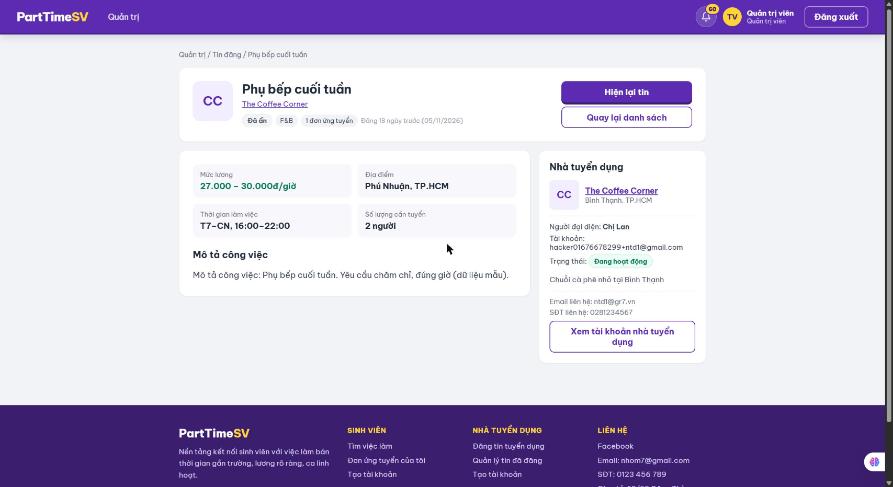 PartTimeSV
Quản trị
68
TV
Quản trị viên
Quản trị viên
Đăng xuất
Quản trị / Tin đăng / Phụ bếp cuối tuần
CC
Phụ bếp cuối tuần
The Coffee Corner
Đã ẩn
F&B
1 đơn ứng tuyển
Đăng 18 ngày trước (05/11/2026)
Hiện lại tin
Quay lại danh sách
Mức lương
27.000 – 30.000đ/giờ
Địa điểm
Phú Nhuận, TP.HCM
Thời gian làm việc
T7–CN, 16:00–22:00
Số lượng cần tuyển
2 người
Mô tả công việc
Mô tả công việc: Phụ bếp cuối tuần. Yêu cầu chăm chỉ, đúng giờ (dữ liệu mẫu).
Nhà tuyển dụng
CC
The Coffee Corner
Bình Thạnh, TP.HCM
Người đại diện: Chị Lan
Tài khoản:
hacker01676678299+ntd1@gmail.com
Trạng thái: Đang hoạt động
Chuỗi cà phê nhỏ tại Bình Thạnh
Email liên hệ: ntd1@gr7.vn
SĐT liên hệ: 0281234567
Xem tài khoản nhà tuyển
dụng
PartTimeSV
Nền tảng kết nối sinh viên với việc làm bán
thời gian gần trường, lương rõ ràng, ca linh
hoạt.
SINH VIÊN
Tìm việc làm
Đơn ứng tuyển của tôi
Tạo tài khoản
NHÀ TUYỂN DỤNG
Đăng tin tuyển dụng
Quản lý tin đã đăng
Tạo tài khoản
LIÊN HỆ
Facebook
Email: nhom7@gmail.com
SĐT: 0123 456 789